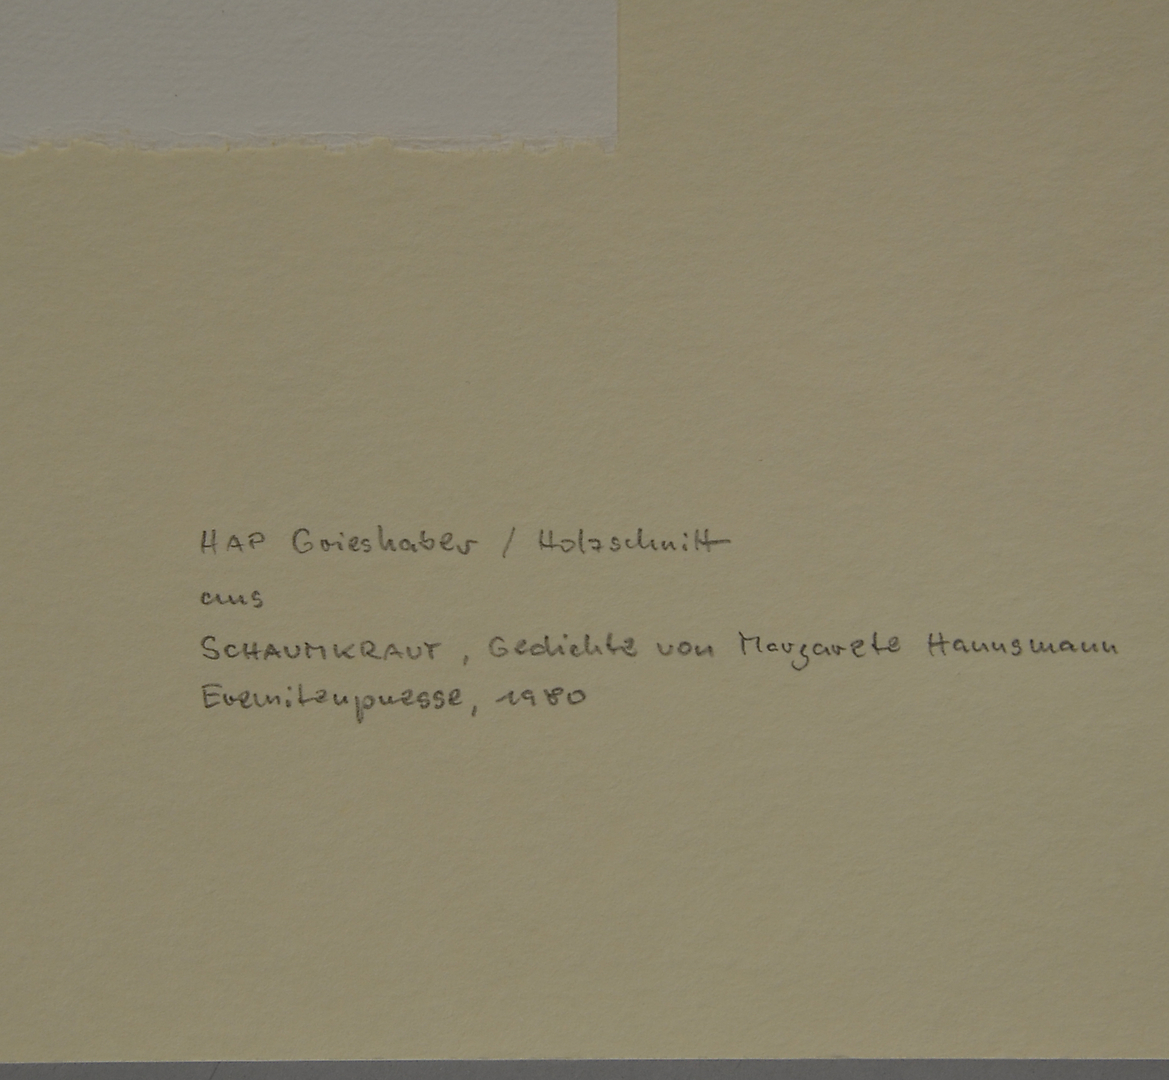 HAP Grieshaber / Holzschnitt
aus
SCHAUMKRAUT, Gedichte von Margarete Hannsmann
Eremitenpresse, 1980